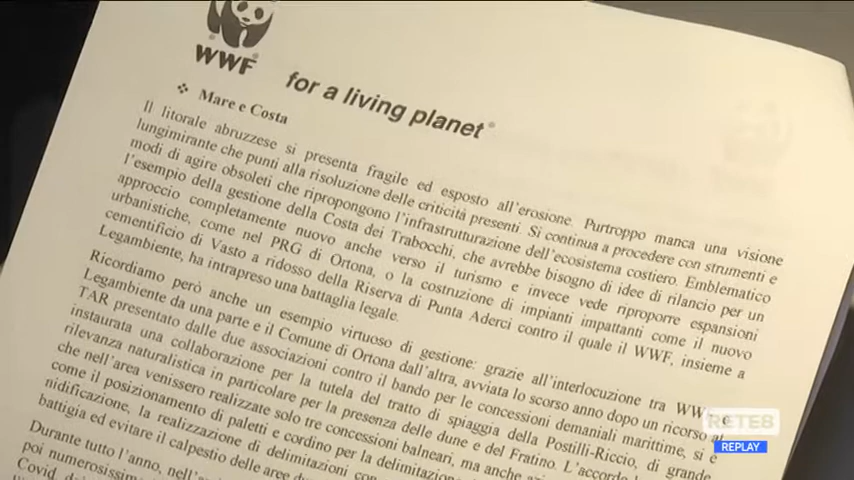 WWF
for a living planet®
❖ Mare e Costa
Il litorale abruzzese si presenta fragile ed esposto all'erosione. Purtroppo manca una visione
lungimirante che punti alla risoluzione delle criticità presenti. Si continua a procedere con strumenti e
modi di agire obsoleti che ripropongono l'infrastrutturazione dell'ecosistema costiero. Emblematico
l'esempio della gestione della Costa dei Trabocchi, che avrebbe bisogno di idee di rilancio per un
approccio completamente nuovo anche verso il turismo e invece vede riproporre espansioni
urbanistiche, come nel PRG di Ortona, o la costruzione di impianti impattanti come il nuovo
cementificio di Vasto a ridosso della Riserva di Punta Aderci contro il quale il WWF, insieme a
Legambiente, ha intrapreso una battaglia legale.
Ricordiamo però anche un esempio virtuoso di gestione: grazie all'interlocuzione tra WWF e
Legambiente da una parte e il Comune di Ortona dall'altra, avviata lo scorso anno dopo un ricorso al
TAR presentato dalle due associazioni contro il bando per le concessioni demaniali marittime, si è
instaurata una collaborazione per la tutela del tratto di spiaggia della Postilli-Riccio, di grande
rilevanza naturalistica in particolare per la presenza delle dune e del Fratino. L'accordo
che nell'area venissero realizzate solo tre concessioni balneari, ma anche
come il posizionamento di paletti e cordino per la delimitazione
nidificazione, la realizzazione di delimitazioni
battigia ed evitare il calpestio delle aree
Durante tutto l'anno,
poi
Covid,
RETE8
REPLAY